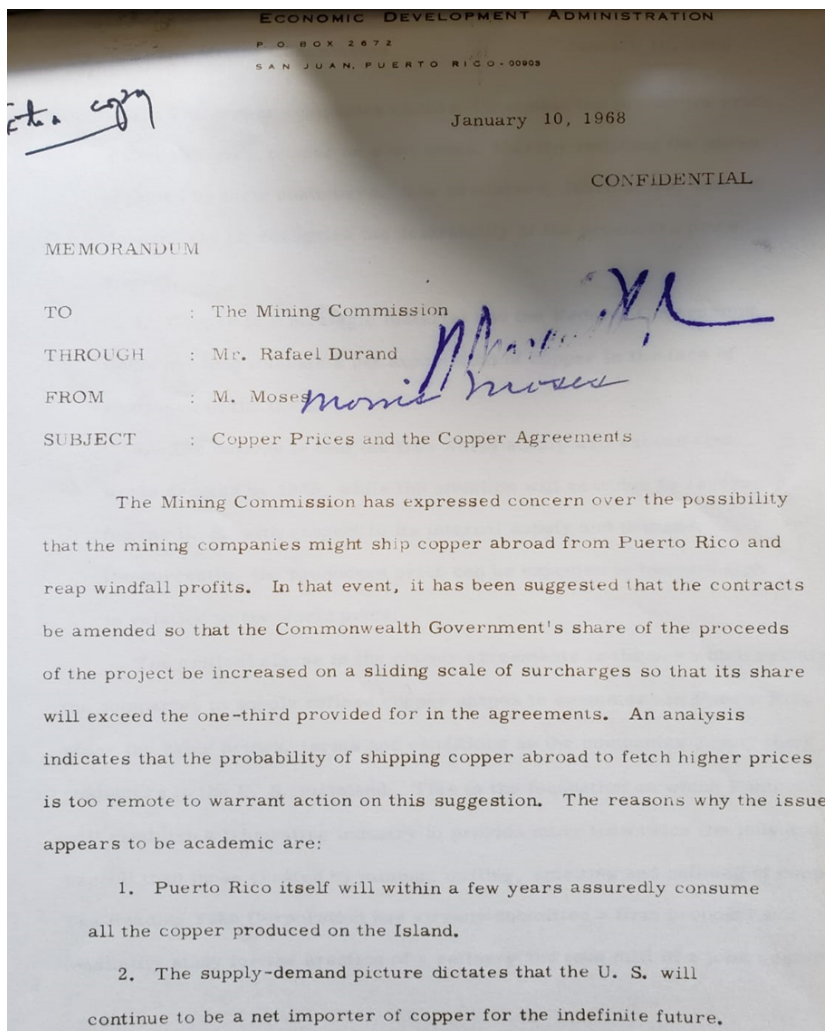 ECONOMIC DEVELOPMENT ADMINISTRATION
P. O. BOX 2672
SAN JUAN, PUERTO RICO - 00903
copy
January 10, 1968
CONFIDENTIAL
MEMORANDUM
TO : The Mining Commission
THROUGH : Mr. Rafael Durand
FROM : M. Moses Morris Moses
SUBJECT : Copper Prices and the Copper Agreements
The Mining Commission has expressed concern over the possibility
that the mining companies might ship copper abroad from Puerto Rico and
reap windfall profits. In that event, it has been suggested that the contracts
be amended so that the Commonwealth Government's share of the proceeds
of the project be increased on a sliding scale of surcharges so that its share
will exceed the one-third provided for in the agreements. An analysis
indicates that the probability of shipping copper abroad to fetch higher prices
is too remote to warrant action on this suggestion. The reasons why the issue
appears to be academic are:
1. Puerto Rico itself will within a few years assuredly consume
all the copper produced on the Island.
2. The supply-demand picture dictates that the U. S. will
continue to be a net importer of copper for the indefinite future.